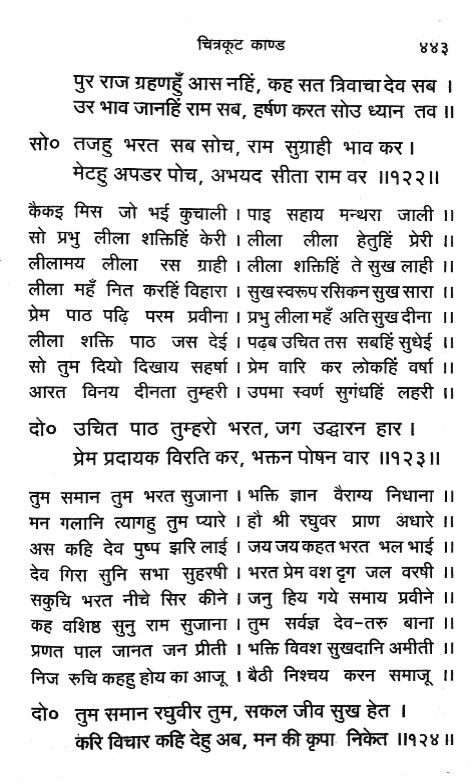 चित्रकूट काण्ड ४४३
पुर राज ग्रहणहुँ आस नहिं, कह सत त्रिवाचा देव सब ।
उर भाव जानहिं राम सब, हर्षण करत सोउ ध्यान तव ॥
सो० तजहु भरत सब सोच, राम सुग्राही भाव कर ।
मेटहु अपडर पोच, अभयद सीता राम वर ॥१२२॥
कैकइ मिस जो भई कुचाली । पाइ सहाय मन्थरा जाली ॥
सो प्रभु लीला शक्तिहिं केरी । लीला लीला हेतुहिं प्रेरी ॥
लीलामय लीला रस ग्राही । लीला शक्तिहिं ते सुख लाही ॥
लीला महँ नित करहिं विहारा । सुख स्वरूप रसिकन सुख सारा ॥
प्रेम पाठ पढ़ि परम प्रवीना । प्रभु लीला महँ अति सुख दीना ॥
लीला शक्ति पाठ जस देई । पढ़ब उचित तस सबहिं सुधेई ॥
सो तुम दियो दिखाय सहर्षा । प्रेम वारि कर लोकहिं वर्षा ॥
आरत विनय दीनता तुम्हरी । उपमा स्वर्ण सुगंधहिं लहरी ॥
दो० उचित पाठ तुम्हरो भरत, जग उद्धारन हार ।
प्रेम प्रदायक विरति कर, भक्तन पोषन वार ॥१२३॥
तुम समान तुम भरत सुजाना । भक्ति ज्ञान वैराग्य निधाना ॥
मन गलानि त्यागहु तुम प्यारे । हौ श्री रघुवर प्राण अधारे ॥
अस कहि देव पुष्प झरि लाई । जय जय कहत भरत भल भाई ॥
देव गिरा सुनि सभा सुहरषी । भरत प्रेम वश दृग जल वरषी ॥
सकुचि भरत नीचे सिर कीने । जनु हिय गये समाय प्रवीने ॥
कह वशिष्ठ सुनु राम सुजाना । तुम सर्वज्ञ देव-तरु बाना ॥
प्रणत पाल जानत जन प्रीती । भक्ति विवश सुखदानि अमीती ॥
निज रुचि कहहु होय का आजू । बैठी निश्चय करन समाजू ॥
दो० तुम समान रघुवीर तुम, सकल जीव सुख हेत ।
करि विचार कहि देहु अब, मन की कृपा निकेत ॥१२४॥